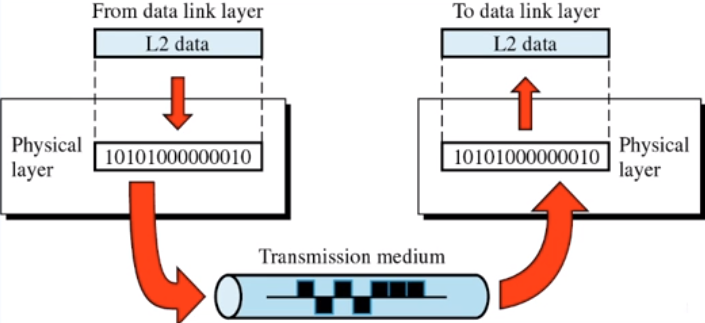 From data link layer
To data link layer
L2 data
L2 data
Physical
layer
10101000000010
10101000000010
Physical
layer
Transmission medium